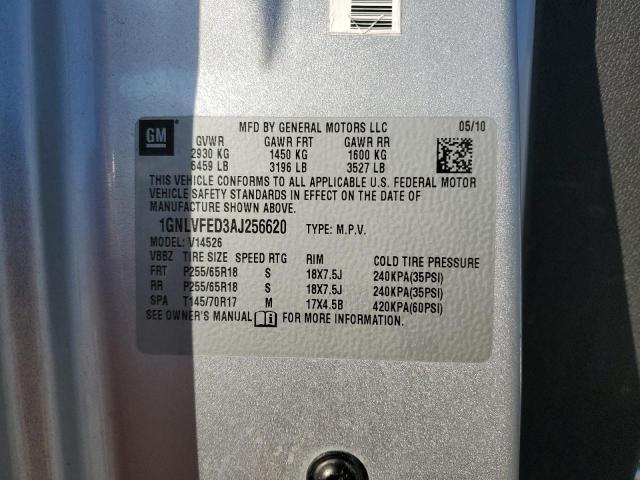 GM
MFD BY GENERAL MOTORS LLC 05/10
GVWR GAWR FRT GAWR RR
2930 KG 1450 KG 1600 KG
6459 LB 3196 LB 3527 LB
THIS VEHICLE CONFORMS TO ALL APPLICABLE U.S. FEDERAL MOTOR
VEHICLE SAFETY STANDARDS IN EFFECT ON THE DATE OF
MANUFACTURE SHOWN ABOVE.
1GNLVFED3AJ256620 TYPE: M.P.V.
MODEL: V14526
VBBZ TIRE SIZE SPEED RTG RIM COLD TIRE PRESSURE
FRT P255/65R18 S 18X7.5J 240KPA(35PSI)
RR P255/65R18 S 18X7.5J 240KPA(35PSI)
SPA T145/70R17 M 17X4.5B 420KPA(60PSI)
SEE OWNER'S MANUAL FOR MORE INFORMATION.